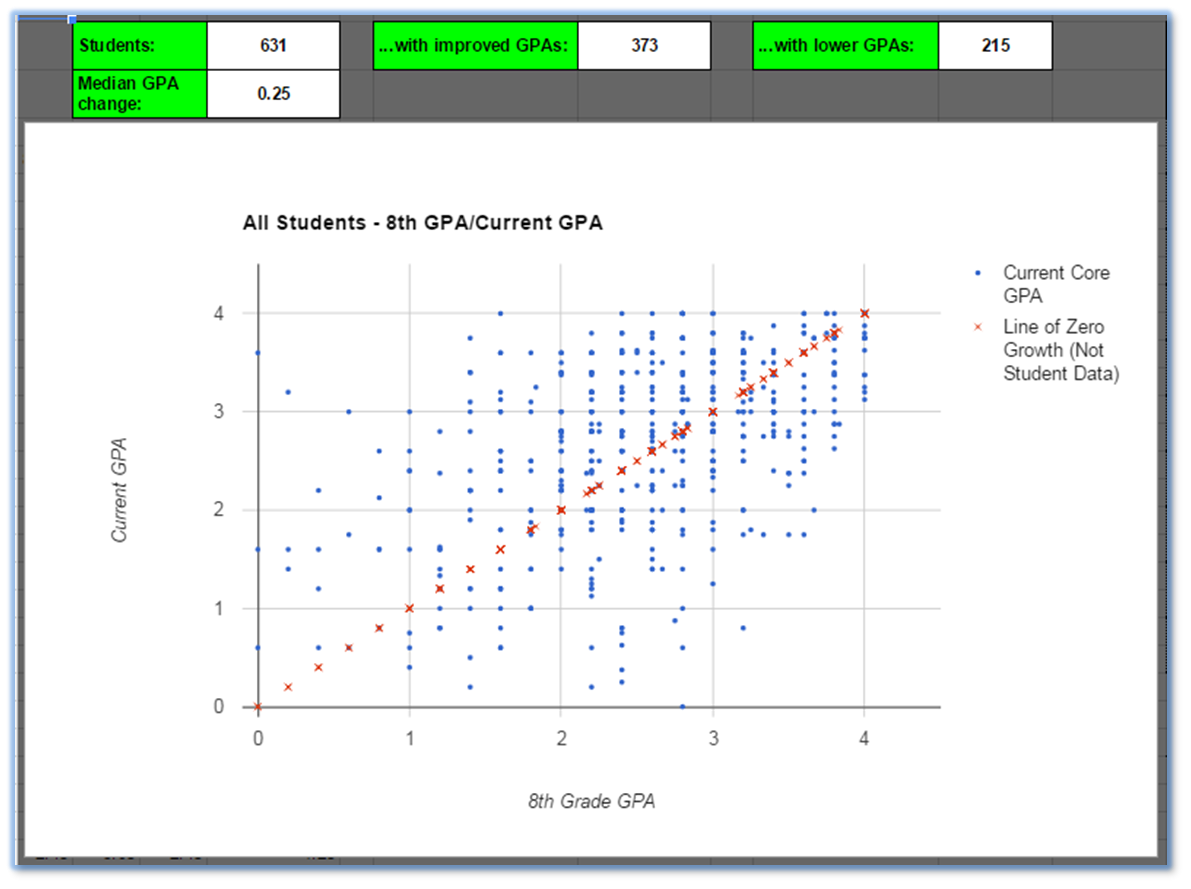 Students: 631 ...with improved GPAs: 373 ...with lower GPAs: 215
Median GPA
change: 0.25
All Students - 8th GPA/Current GPA
Current Core
GPA
Line of Zero
Growth (Not
Student Data)
Current GPA
4
3
2
1
0
0 1 2 3 4
8th Grade GPA